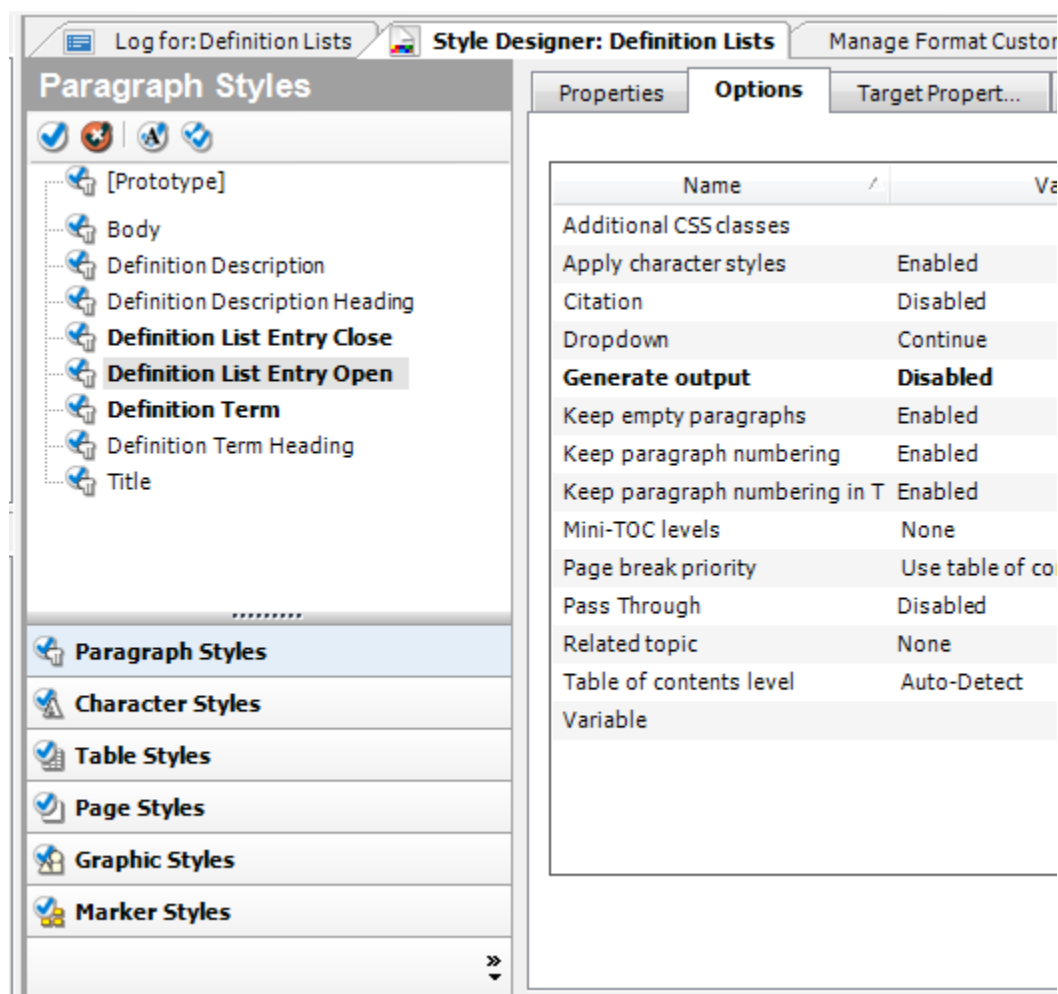 Log for: Definition Lists
Style Designer: Definition Lists
Manage Format Custor
Paragraph Styles
Properties
Options
Target Propert...
[Prototype]
Body
Definition Description
Definition Description Heading
Definition List Entry Close
Definition List Entry Open
Definition Term
Definition Term Heading
Title
Paragraph Styles
Character Styles
Table Styles
Page Styles
Graphic Styles
Marker Styles
Name Va
Additional CSS classes
Apply character styles Enabled
Citation Disabled
Dropdown Continue
Generate output Disabled
Keep empty paragraphs Enabled
Keep paragraph numbering Enabled
Keep paragraph numbering in T Enabled
Mini-TOC levels None
Page break priority Use table of co
Pass Through Disabled
Related topic None
Table of contents level Auto-Detect
Variable